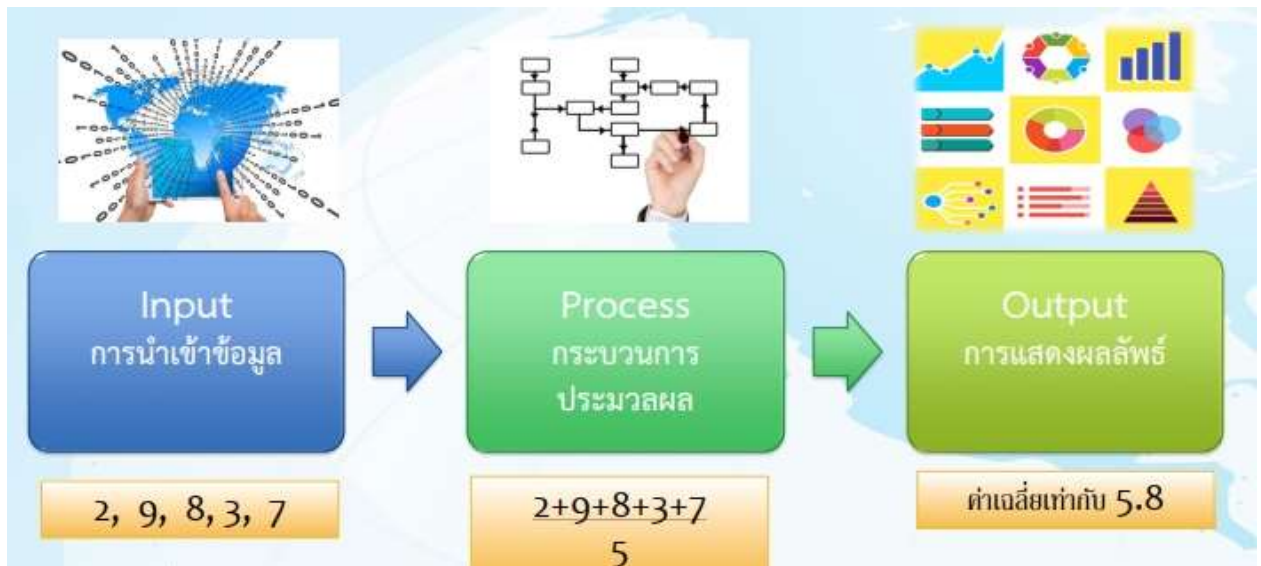 Input
การนำเข้าข้อมูล
2, 9, 8, 3, 7
Process
กระบวนการ
ประมวลผล
2+9+8+3+7
5
Output
การแสดงผลลัพธ์
ค่าเฉลี่ยเท่ากับ 5.8